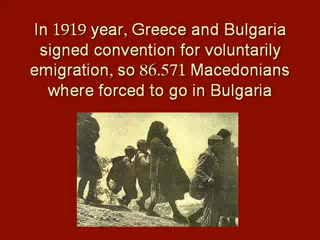 In 1919 year, Greece and Bulgaria
signed convention for voluntarily
emigration, so 86.571 Macedonians
where forced to go in Bulgaria